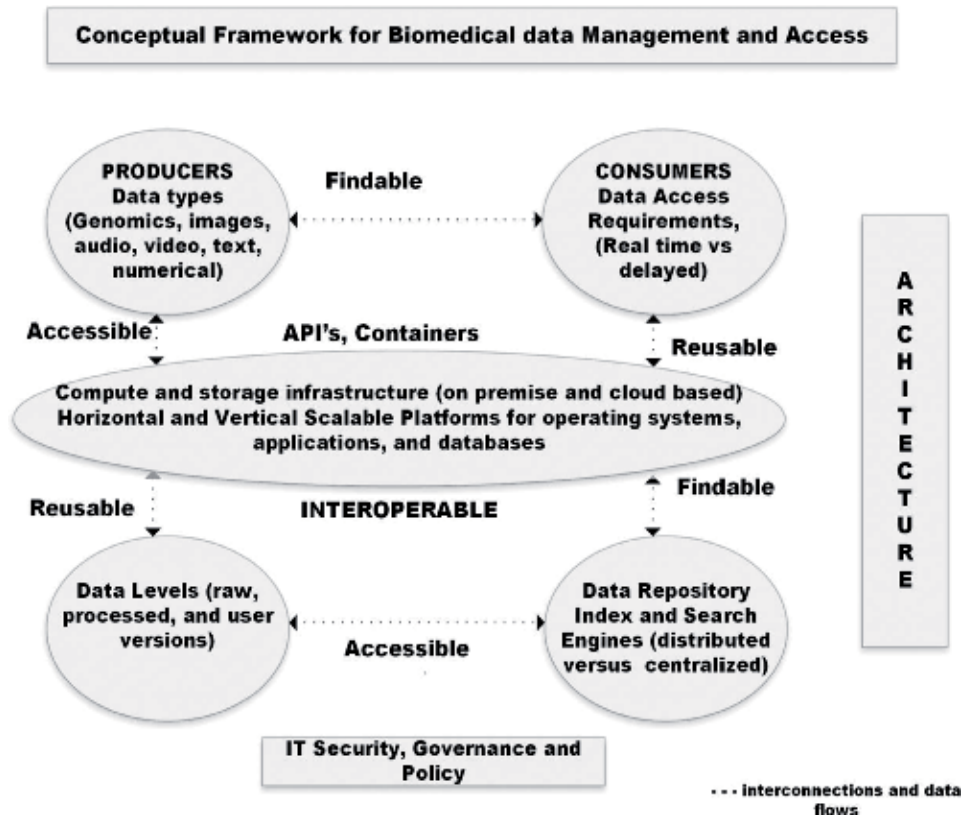 Conceptual Framework for Biomedical data Management and Access
PRODUCERS
Data types
(Genomics, images,
audio, video, text,
numerical)
Findable
CONSUMERS
Data Access
Requirements,
(Real time vs
delayed)
Accessible
API's, Containers
Reusable
Compute and storage infrastructure (on premise and cloud based)
Horizontal and Vertical Scalable Platforms for operating systems,
applications, and databases
Reusable
INTEROPERABLE
Findable
Data Levels (raw,
processed, and user
versions)
Accessible
Data Repository
Index and Search
Engines (distributed
versus centralized)
ARCHITECTURE
IT Security, Governance and
Policy
interconnections and data
flows